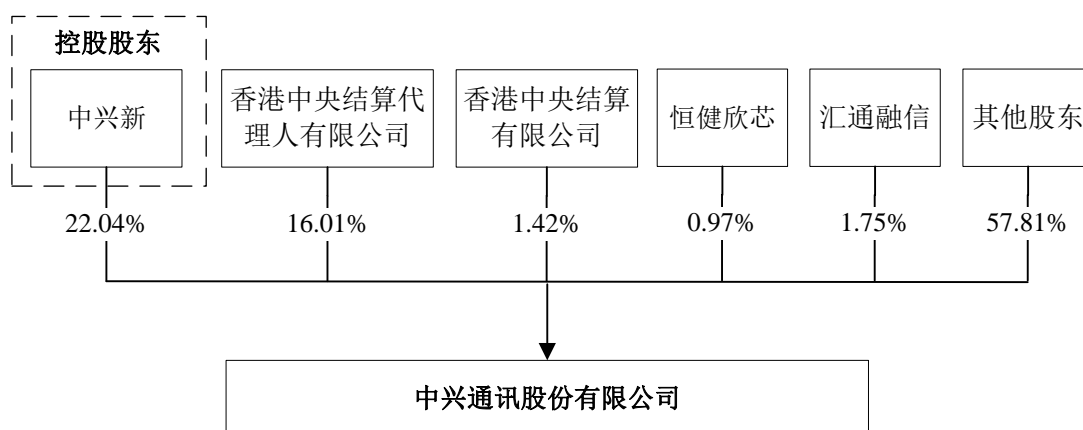 控股股东
中兴新
香港中央结算代
理人有限公司
香港中央结算
有限公司
恒健欣芯
汇通融信
其他股东
22.04%
16.01%
1.42%
0.97%
1.75%
57.81%
中兴通讯股份有限公司